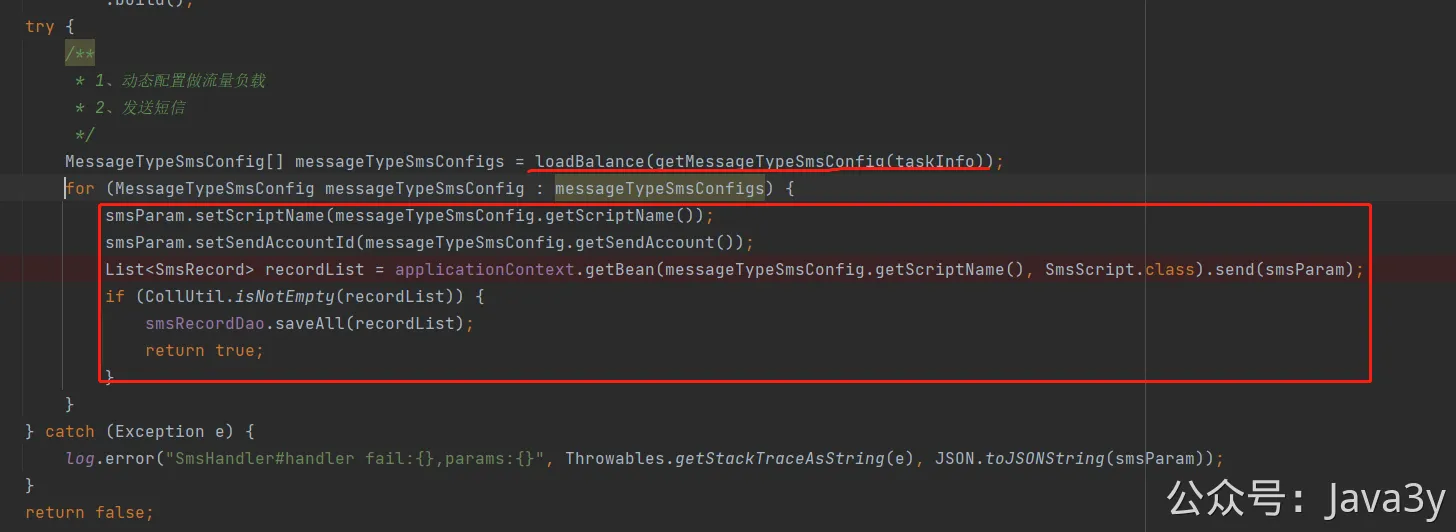 .build();
try {
/**
* 1、动态配置做流量负载
* 2、发送短信
*/
MessageTypeSmsConfig[] messageTypeSmsConfigs = loadBalance(getMessageTypeSmsConfig(taskInfo));
for (MessageTypeSmsConfig messageTypeSmsConfig : messageTypeSmsConfigs) {
smsParam.setScriptName(messageTypeSmsConfig.getScriptName());
smsParam.setSendAccountId(messageTypeSmsConfig.getSendAccount());
List<SmsRecord> recordList = applicationContext.getBean(messageTypeSmsConfig.getScriptName(), SmsScript.class).send(smsParam);
if (CollUtil.isNotEmpty(recordList)) {
smsRecordDao.saveAll(recordList);
return true;
}
}
} catch (Exception e) {
log.error("SmsHandler#handler fail:{},params:{}", Throwables.getStackTraceAsString(e), JSON.toJSONString(smsParam));
}
return false;
公众号：Java3y